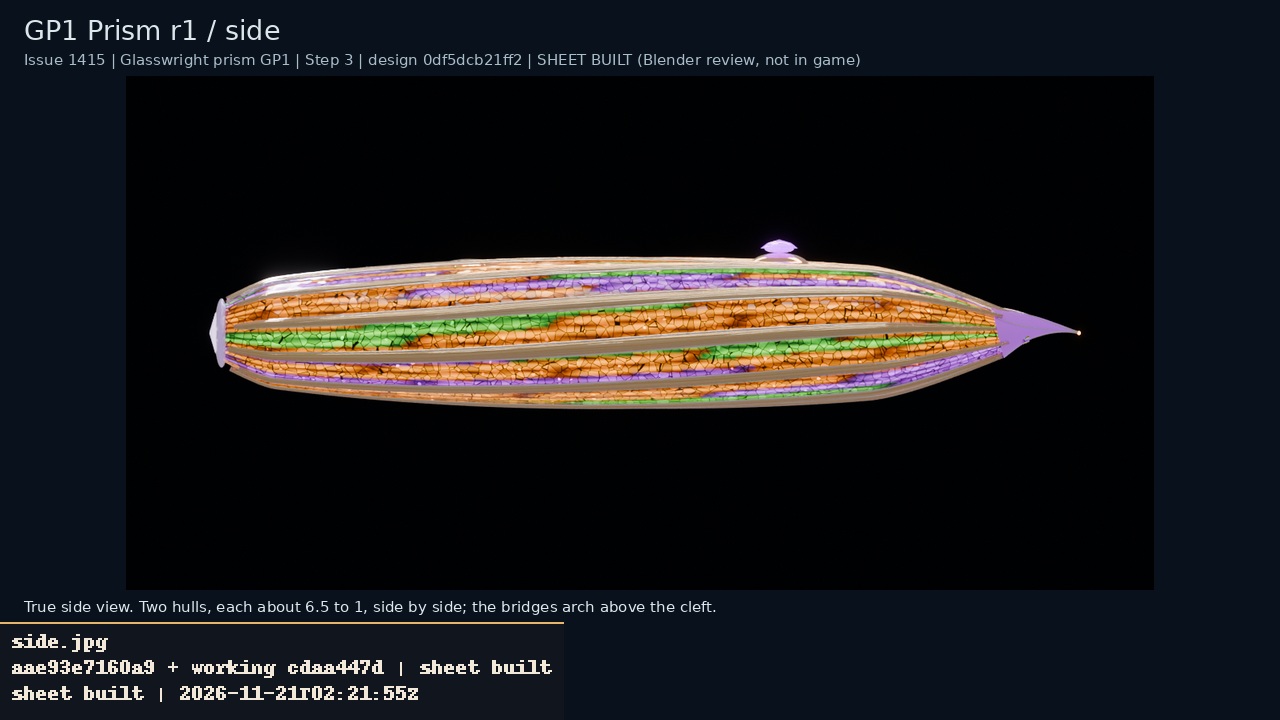 GP1 Prism r1 / side
Issue 1415 | Glasswright prism GP1 | Step 3 | design 0df5dcb21ff2 | SHEET BUILT (Blender review, not in game)
True side view. Two hulls, each about 6.5 to 1, side by side; the bridges arch above the cleft.
side.jpg
aae93e7160a9 + working cdaa447d | sheet built
sheet built | 2026-11-21T02:21:55Z